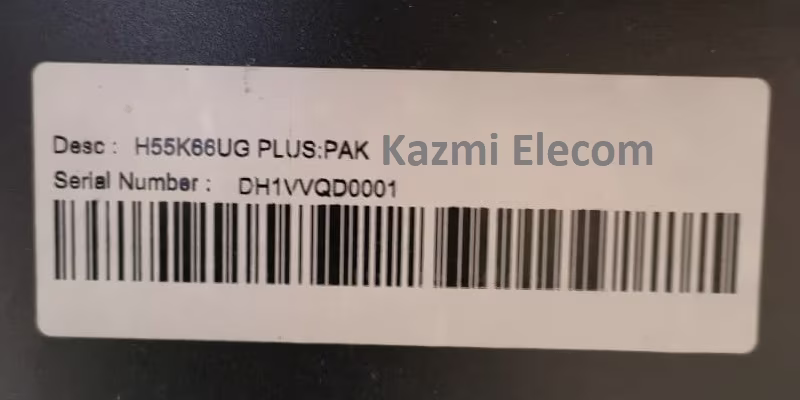 Desc : H55K66UG PLUS:PAK Kazmi Elecom
Serial Number : DH1VVQD0001